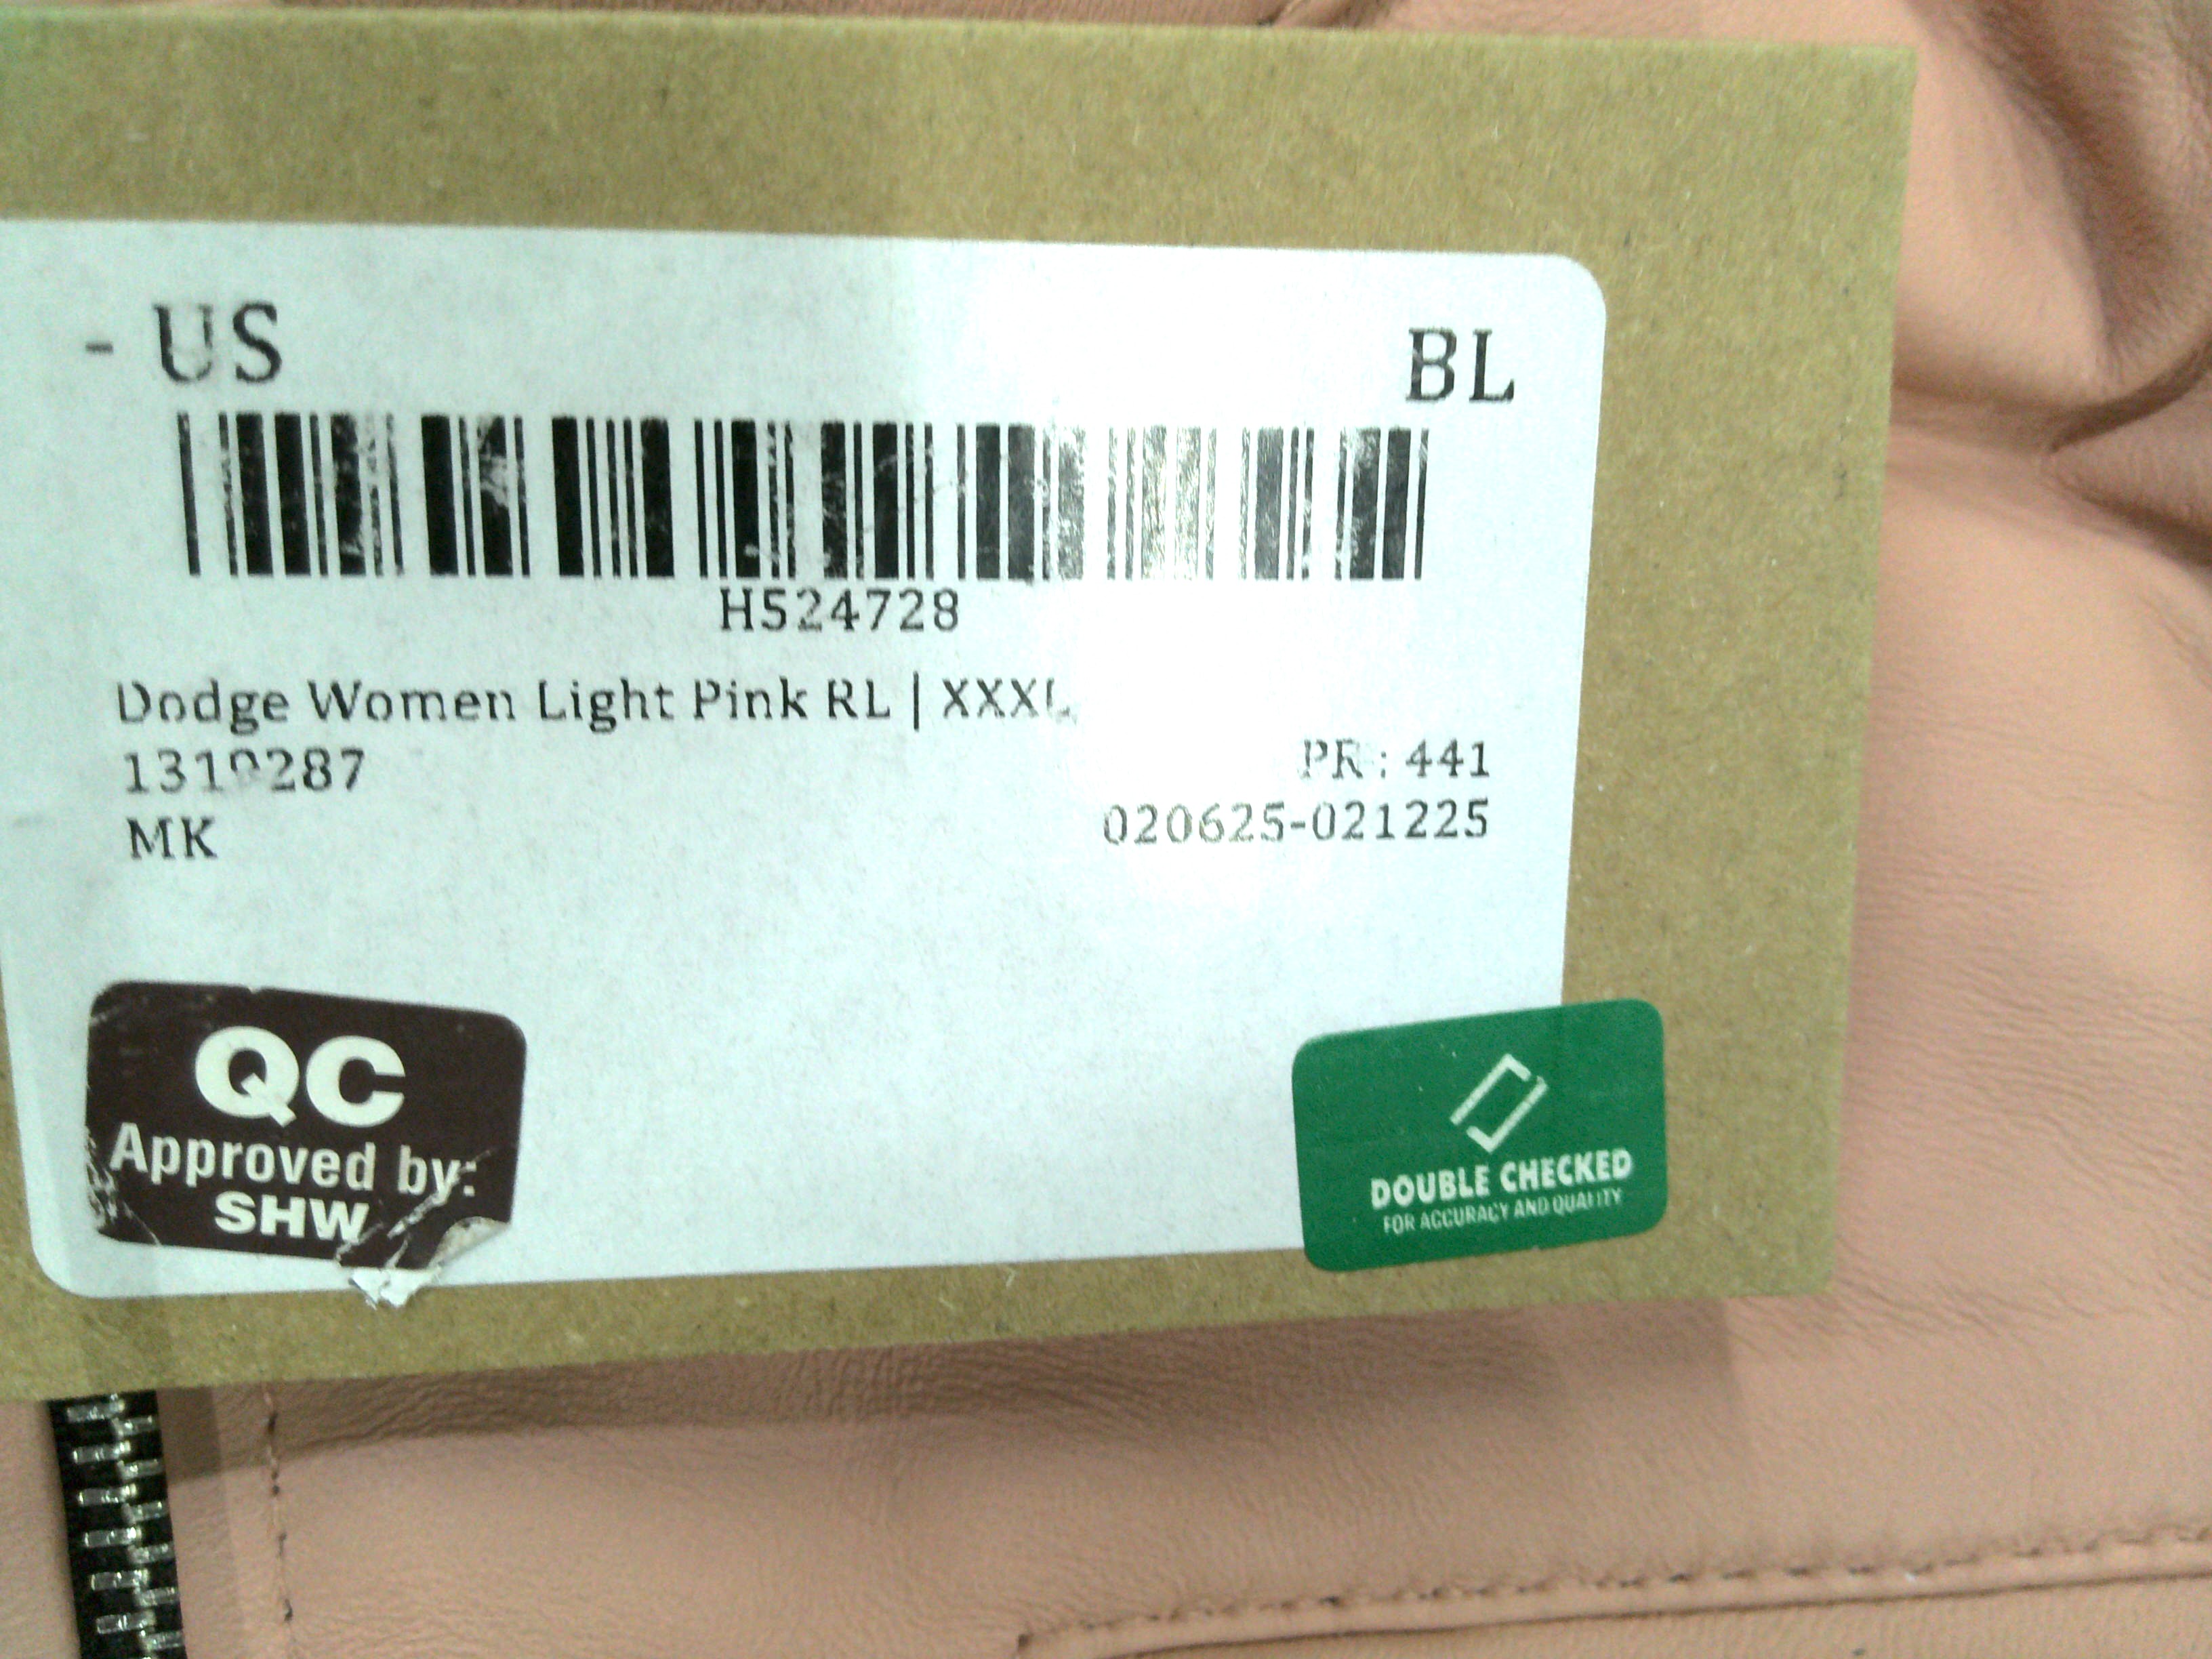 - US
BL
H524728
Dodge Women Light Pink RL | XXXL
PR : 441
MK
020625-021225
QC
Approved by:
SHW
DOUBLE CHECKED
FOR ACCURACY AND QUALITY